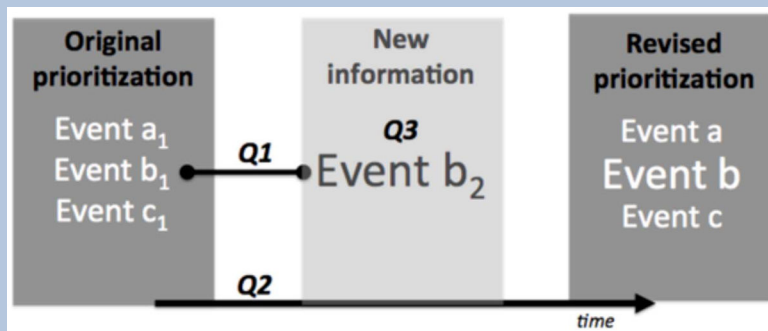 Original
prioritization
Event a₁
Event b₁
Event c₁
Q1
Q2
New
information
Q3
Event b₂
Revised
prioritization
Event a
Event b
Event c
time